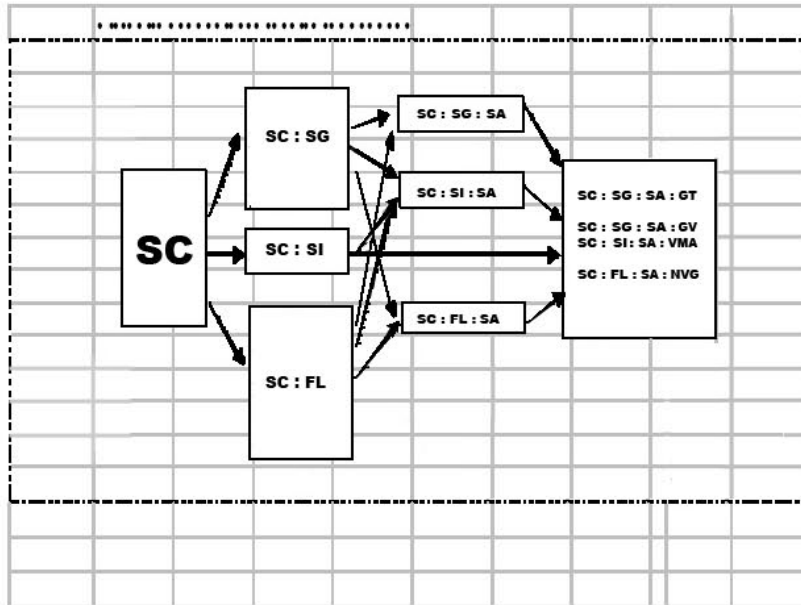 SC
SC : SG
SC : SI
SC : FL
SC : SG : SA
SC : SI : SA
SC : FL : SA
SC : SG : SA : GT
SC : SG : SA : GV
SC : SI : SA : VMA
SC : FL : SA : NVG